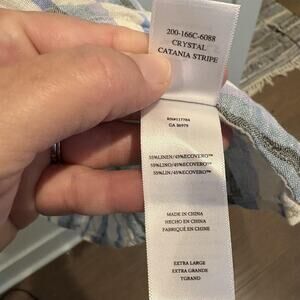 200-166C-6088
CRYSTAL
CATANIA STRIPE
RN#117784
CA 36979
55%LINEN/45%ECOVERO™
55%LINO/45%ECOVERO™
55%LIN/45%ECOVERO™
MADE IN CHINA
HECHO EN CHINA
FABRIQUÉ EN CHINE
EXTRA LARGE
EXTRA GRANDE
TGRAND